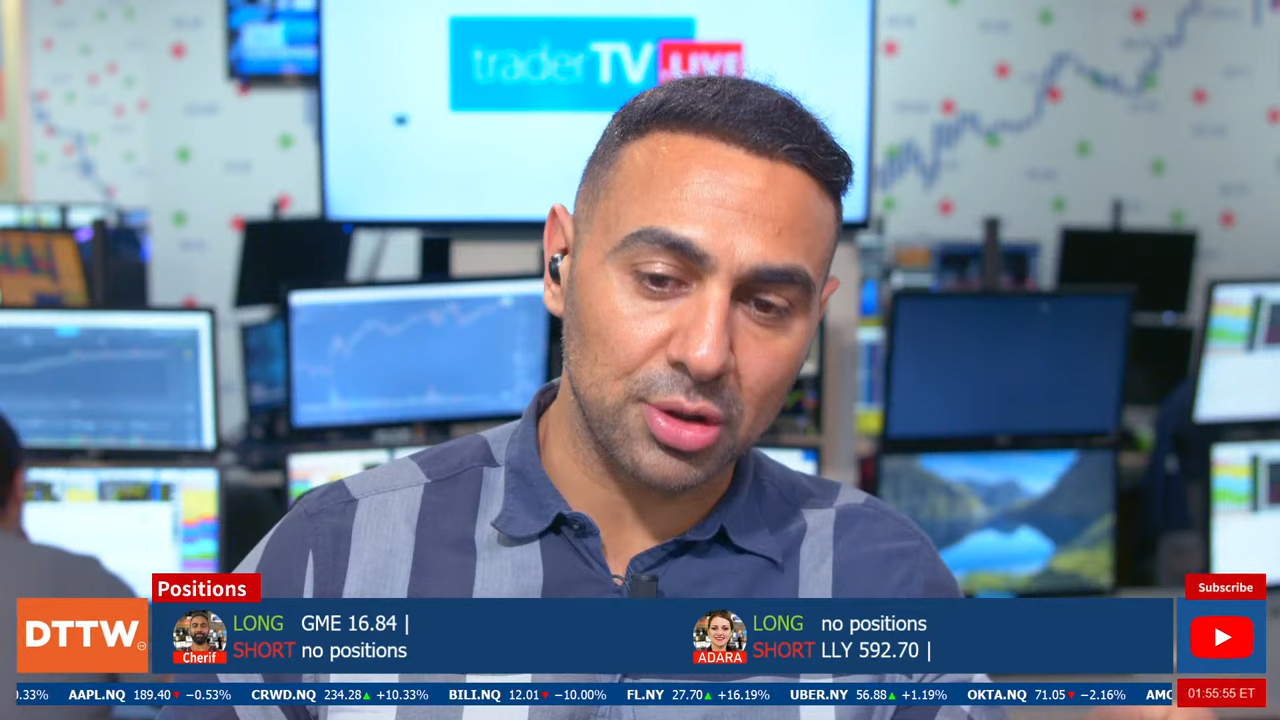 traderTV LIVE
Positions
Subscribe
DTTW
Cherif
LONG GME 16.84 |
SHORT no positions
ADARA
LONG no positions
SHORT LLY 592.70 |
.33% AAPL.NQ 189.40▼ −0.53% CRWD.NQ 234.28▲ +10.33% BILI.NQ 12.01▼ −10.00% FL.NY 27.70▲ +16.19% UBER.NY 56.88▲ +1.19% OKTA.NQ 71.05▼ −2.16% AMC
01:55:55 ET